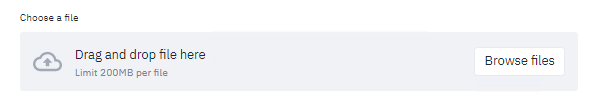 Choose a file
Drag and drop file here
Limit 200MB per file
Browse files